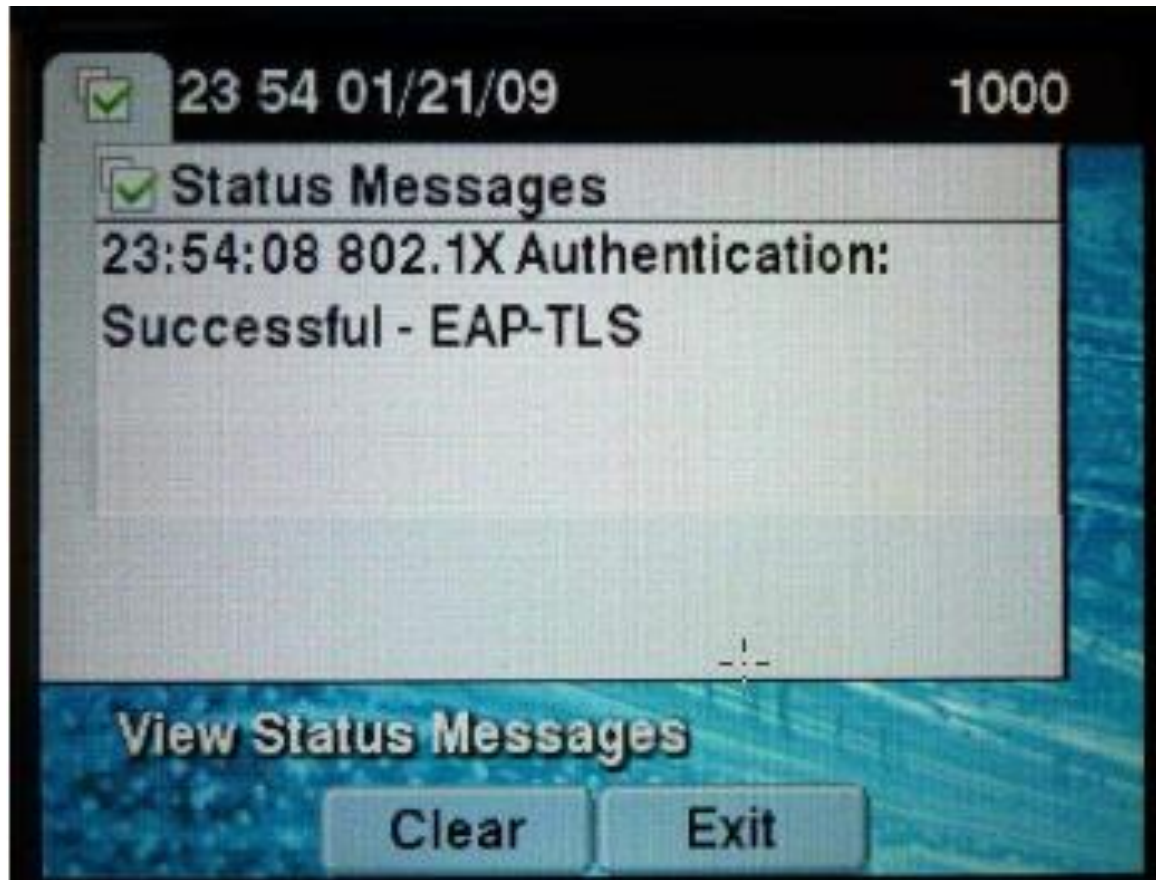 23 54 01/21/09 1000
Status Messages
23:54:08 802.1X Authentication:
Successful - EAP-TLS
View Status Messages
Clear Exit